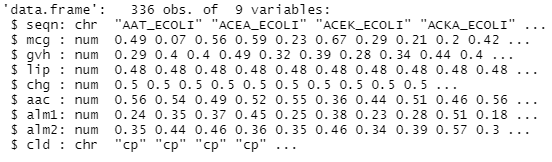 'data.frame':   336 obs. of  9 variables:
 $ seqn: chr  "AAT_ECOLI" "ACEA_ECOLI" "ACEK_ECOLI" "ACKA_ECOLI" ...
 $ mcg : num  0.49 0.07 0.56 0.59 0.23 0.67 0.29 0.21 0.2 0.42 ...
 $ gvh : num  0.29 0.4 0.4 0.49 0.32 0.39 0.28 0.34 0.44 0.4 ...
 $ lip : num  0.48 0.48 0.48 0.48 0.48 0.48 0.48 0.48 0.48 0.48 ...
 $ chg : num  0.5 0.5 0.5 0.5 0.5 0.5 0.5 0.5 0.5 0.5 ...
 $ aac : num  0.56 0.54 0.49 0.52 0.55 0.36 0.44 0.51 0.46 0.56 ...
 $ alm1: num  0.24 0.35 0.37 0.45 0.25 0.38 0.23 0.28 0.51 0.18 ...
 $ alm2: num  0.35 0.44 0.46 0.36 0.35 0.46 0.34 0.39 0.57 0.3 ...
 $ cld : chr  "cp" "cp" "cp" "cp" ...